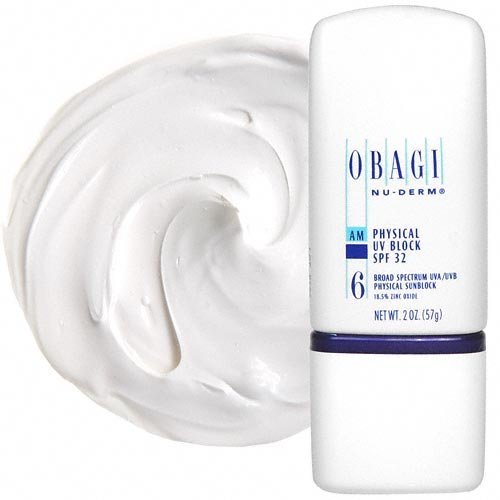 OBAGI
NU-DERM®
AM
PHYSICAL
UV BLOCK
SPF 32
6
BROAD SPECTRUM UVA/UVB
PHYSICAL SUNBLOCK
18.5% ZINC OXIDE
NET WT. 2 OZ. (57g)